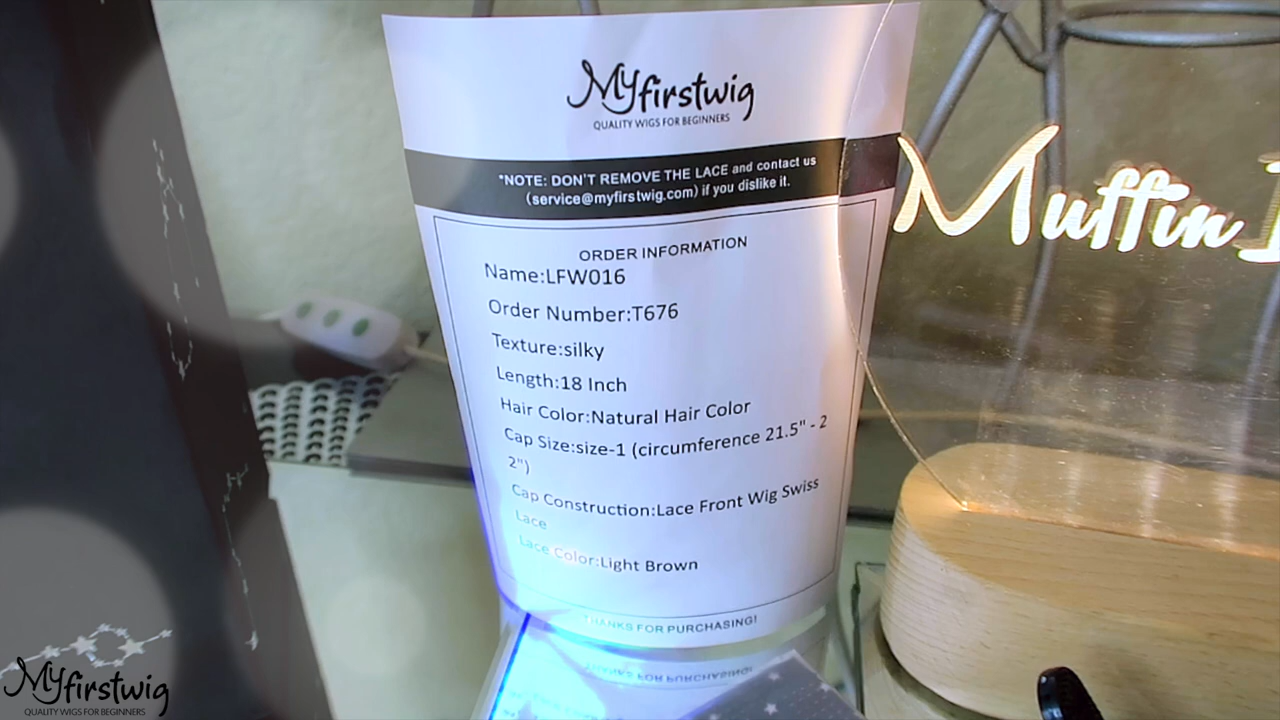 Myfirstwig
QUALITY WIGS FOR BEGINNERS
*NOTE: DON'T REMOVE THE LACE and contact us
(service@myfirstwig.com) if you dislike it.
ORDER INFORMATION
Name:LFW016
Order Number:T676
Texture:silky
Length:18 Inch
Hair Color:Natural Hair Color
Cap Size:size-1 (circumference 21.5" - 2
2")
Cap Construction:Lace Front Wig Swiss
Lace
Lace Color:Light Brown
THANKS FOR PURCHASING!
Muffin
Myfirstwig
QUALITY WIGS FOR BEGINNERS